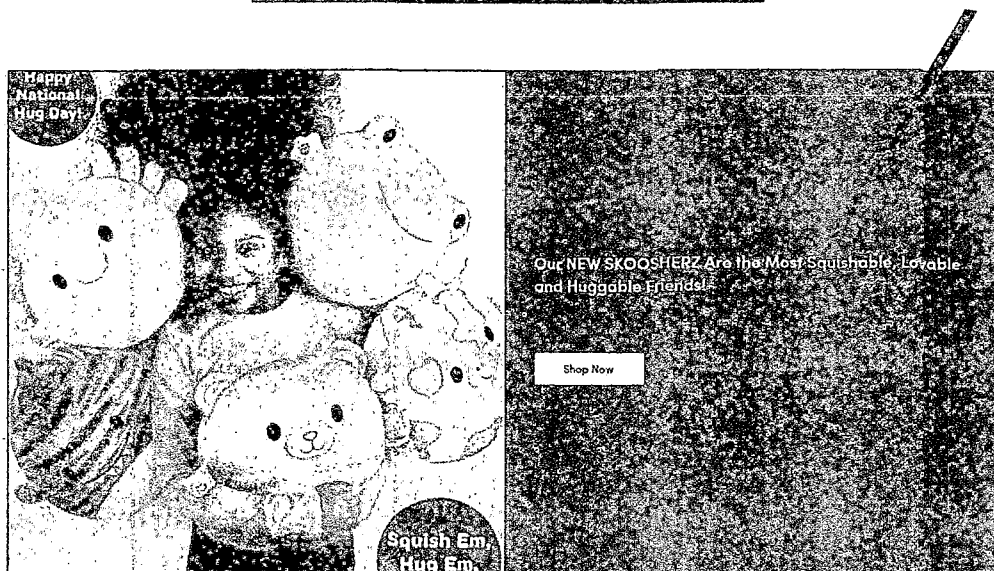 Happy
National
Hug Day!
Our NEW SKOOSHERZ Are the Most Squishable, Lovable
and Huggable Friends!
Shop Now
Squish Em,
Hug Em,